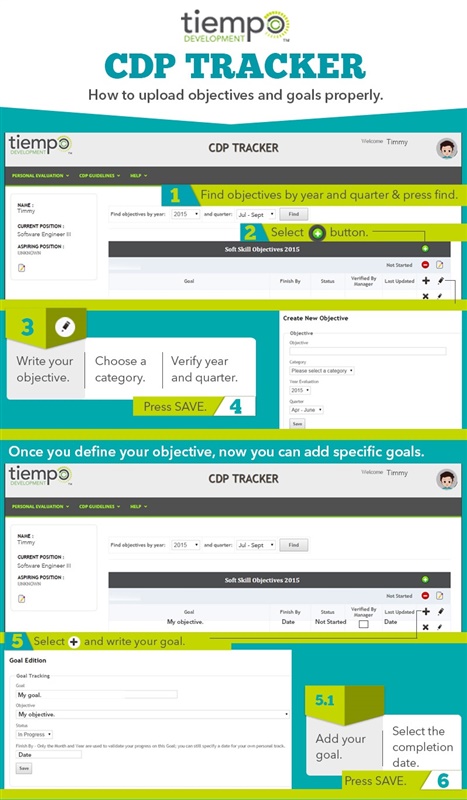 tiempo
DEVELOPMENT
TM
CDP TRACKER
How to upload objectives and goals properly.
tiempo
DEVELOPMENT
TM
CDP TRACKER
Welcome Timmy
PERSONAL EVALUATION CDP GUIDELINES HELP
1 Find objectives by year and quarter & press find.
NAME :
Timmy
CURRENT POSITION :
Software Engineer III
ASPIRING POSITION :
UNKNOWN
Find objectives by year: 2015 and quarter: Jul - Sept Find
2 Select + button.
Soft Skill Objectives 2015
Not Started
Goal Finish By Status Verified By Manager Last Updated
3
Write your objective.
Choose a category.
Verify year and quarter.
Press SAVE. 4
Create New Objective
Objective
Objective
Category
Please select a category
Year Evaluation
2015
Quarter
Apr - June
Save
Once you define your objective, now you can add specific goals.
tiempo
DEVELOPMENT
TM
CDP TRACKER
Welcome Timmy
PERSONAL EVALUATION CDP GUIDELINES HELP
NAME :
Timmy
CURRENT POSITION :
Software Engineer III
ASPIRING POSITION :
UNKNOWN
Find objectives by year: 2015 and quarter: Jul - Sept Find
Soft Skill Objectives 2015
Not Started
Goal Finish By Status Verified By Manager Last Updated
My objective. Date Not Started Date
5 Select + and write your goal.
Goal Edition
Goal Tracking
Goal
My goal.
Objective
My objective.
Status
In Progress
Finish By - Only the Month and Year are used to validate your progress on this Goal; you can still specify a date for your own personal track.
Date
Save
5.1
Add your goal.
Select the completion date.
Press SAVE. 6